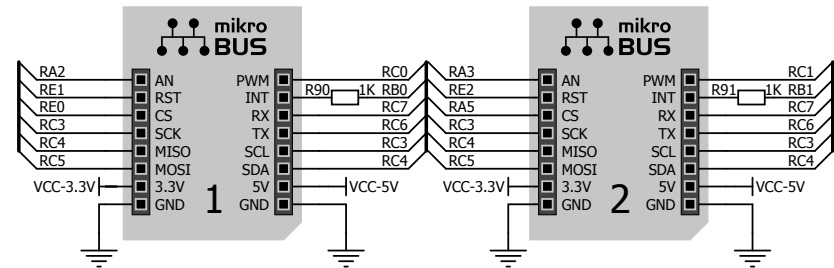 mikro mikro
BUS BUS
RA2 AN PWM RC0 RA3 AN PWM RC1
RE1 RST INT R90 1K RB0 RE2 RST INT R91 1K RB1
RE0 CS RX RC7 RA5 CS RX RC7
RC3 SCK TX RC6 RC3 SCK TX RC6
RC4 MISO SCL RC3 RC4 MISO SCL RC3
RC5 MOSI SDA RC4 RC5 MOSI SDA RC4
VCC-3.3V 3.3V 5V VCC-5V VCC-3.3V 3.3V 5V VCC-5V
GND 1 GND GND 2 GND